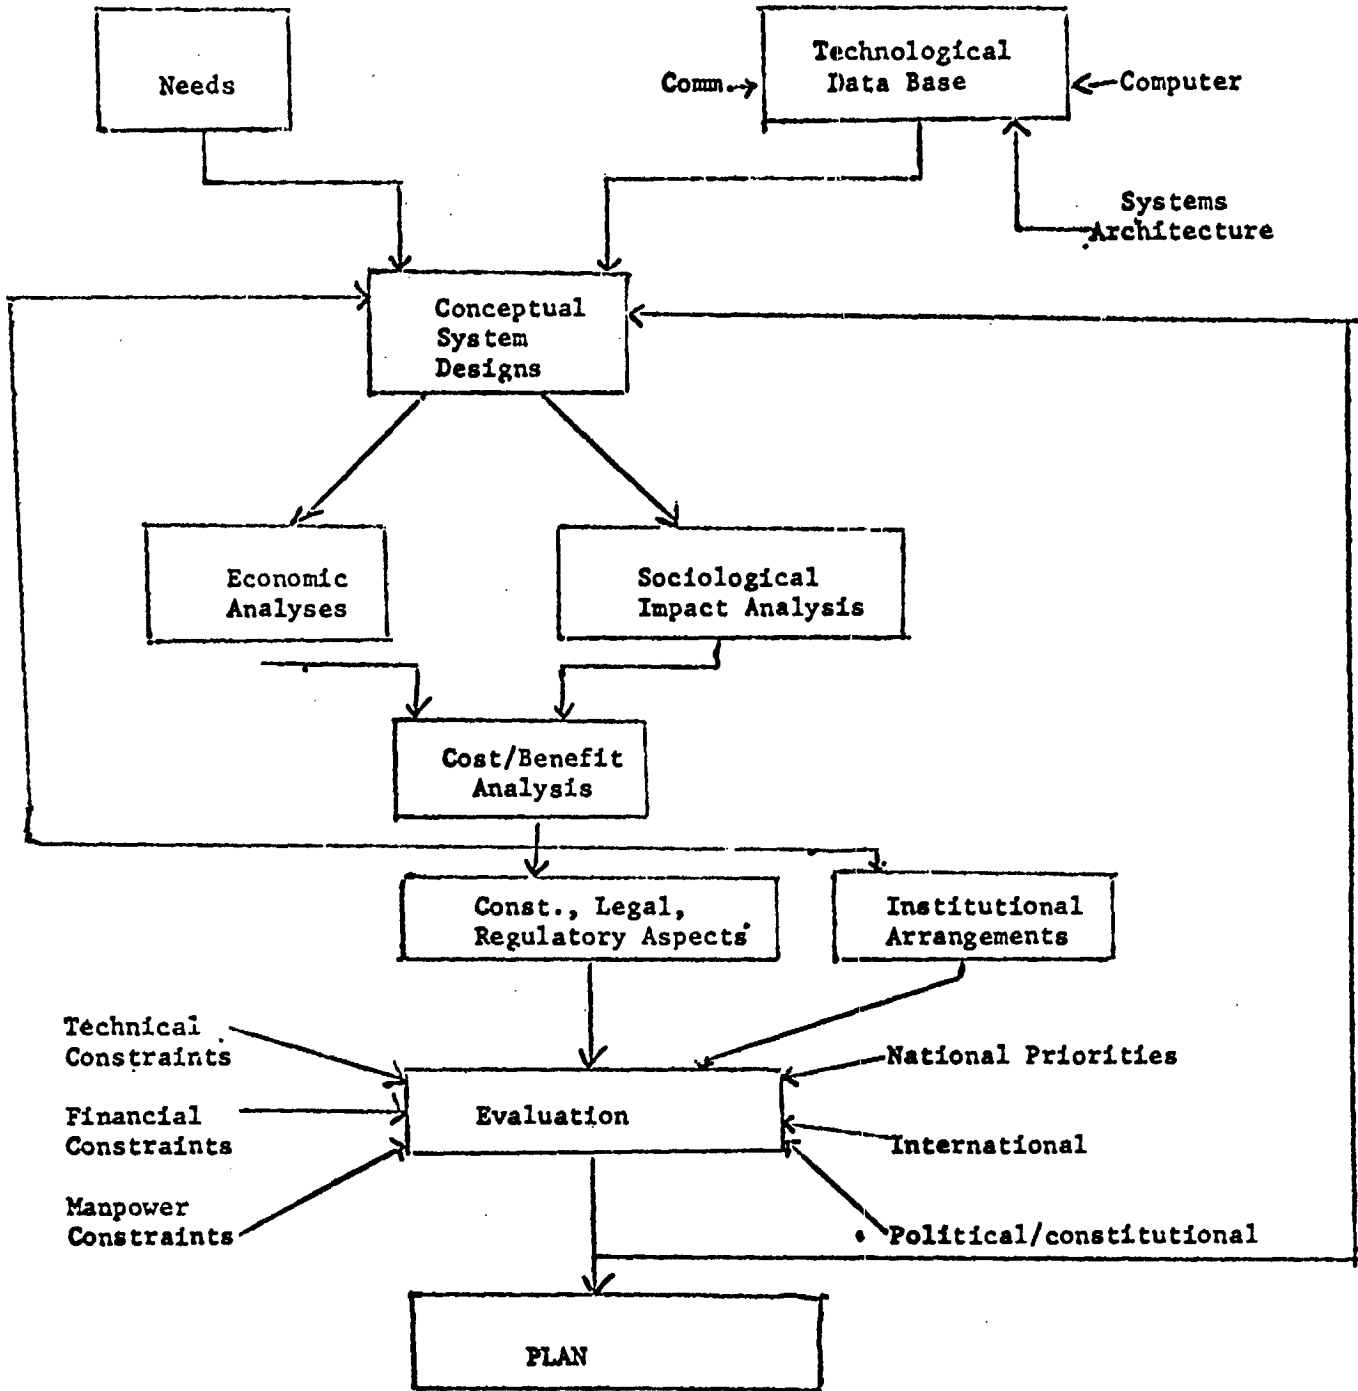 Needs
Technological
Data Base
Comm.
Computer
Systems
Architecture
Conceptual
System
Designs
Economic
Analyses
Sociological
Impact Analysis
Cost/Benefit
Analysis
Const., Legal,
Regulatory Aspects
Institutional
Arrangements
Technical
Constraints
Financial
Constraints
Manpower
Constraints
Evaluation
National Priorities
International
Political/constitutional
PLAN